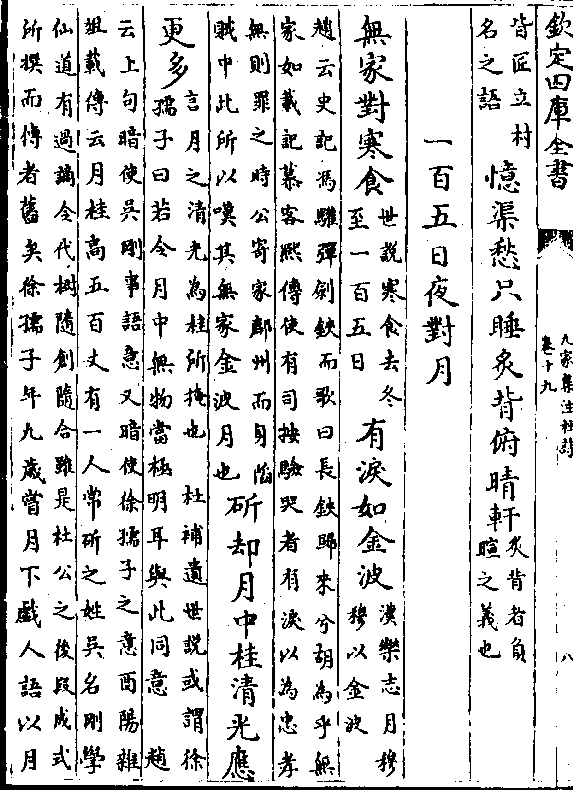 欽定四庫全書
九家集注杜詩
卷十九
八
皆匠立村
名之語
憶渠愁只睡炙背俯晴軒
炙背者負
暄之義也
一百五日夜對月
無家對寒食
世説寒食去冬
至一百五日
有淚如金波
漢樂志月穆
穆以金波
趙云史記馮驩彈劍鋏而歌曰長鋏歸來兮胡為乎無
家如載記慕容熙傳使有司按驗哭者有淚以為忠孝
無則罪之時公寄家鄜州而身陷
賊中此所以嘆其無家金波月也
斫却月中桂清光應
更多
言月之清光為桂所掩也 杜補遺世説或謂徐
孺子曰若令月中無物當極明耳與此同意 趙
云上句暗使吳剛事語意又暗使徐孺子之意酉陽雜
俎載傳云月桂高五百丈有一人常斫之姓吳名剛學
仙道有過謫令代樹隨創隨合雖是杜公之後段成式
所撰而傳者舊矣徐孺子年九歲嘗月下戲人語以月